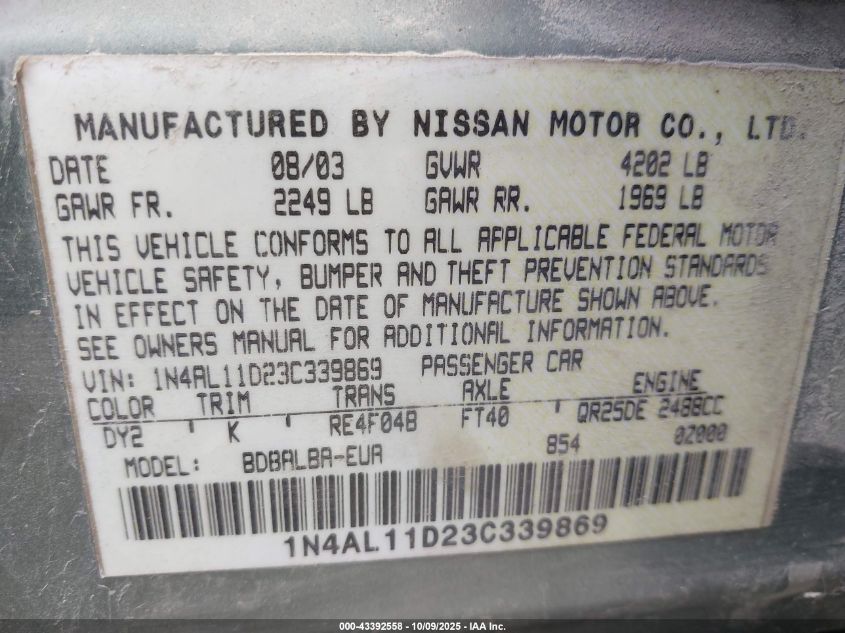 MANUFACTURED BY NISSAN MOTOR CO., LTD.
DATE 08/03 GVWR 4202 LB
GAWR FR. 2249 LB GAWR RR. 1969 LB
THIS VEHICLE CONFORMS TO ALL APPLICABLE FEDERAL MOTOR
VEHICLE SAFETY, BUMPER AND THEFT PREVENTION STANDARDS
IN EFFECT ON THE DATE OF MANUFACTURE SHOWN ABOVE.
SEE OWNERS MANUAL FOR ADDITIONAL INFORMATION.
VIN: 1N4AL11D23C339869 PASSENGER CAR
COLOR TRIM TRANS AXLE ENGINE
DY2 ' K ' RE4F04B FT40 ' QR25DE 2488CC
854 0Z000
MODEL: BDBALBA-EUA
1N4AL11D23C339869
000-43392558 - 10/09/2025 - IAA Inc.